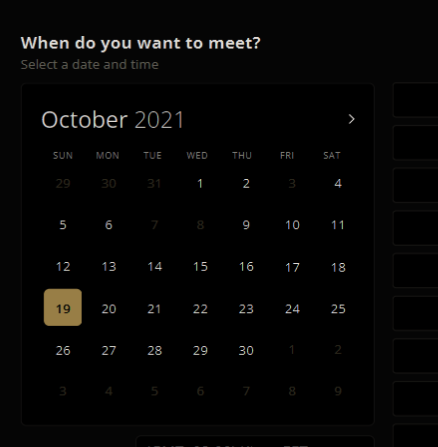 When do you want to meet?
Select a date and time
October 2021
SUN MON TUE WED THU FRI SAT
29 30 31 1 2 3 4
5 6 7 8 9 10 11
12 13 14 15 16 17 18
19 20 21 22 23 24 25
26 27 28 29 30 1 2
3 4 5 6 7 8 9